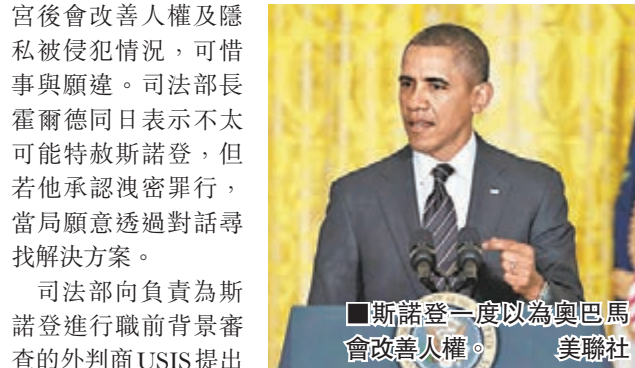 宮後會改善人權及隱
私被侵犯情況，可惜
事與願違。司法部長
霍爾德同日表示不太
可能特赦斯諾登，但
若他承認洩密罪行，
當局願意透過對話尋
找解決方案。
司法部向負責為斯
諾登進行職前背景審
查的外判商USIS提出
■斯諾登一度以為奧巴馬
會改善人權。 美聯社